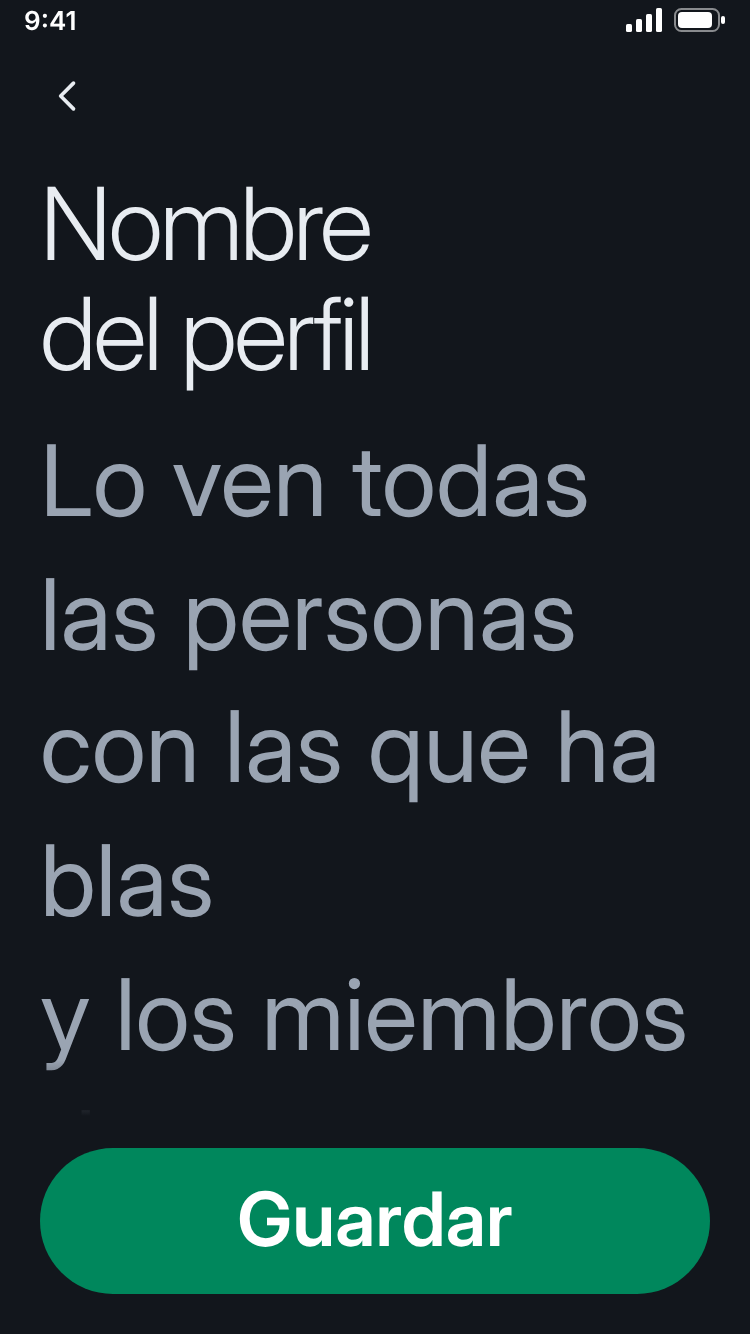 9:41
Nombre
del perfil
Lo ven todas
las personas
con las que ha
blas
y los miembros
Guardar